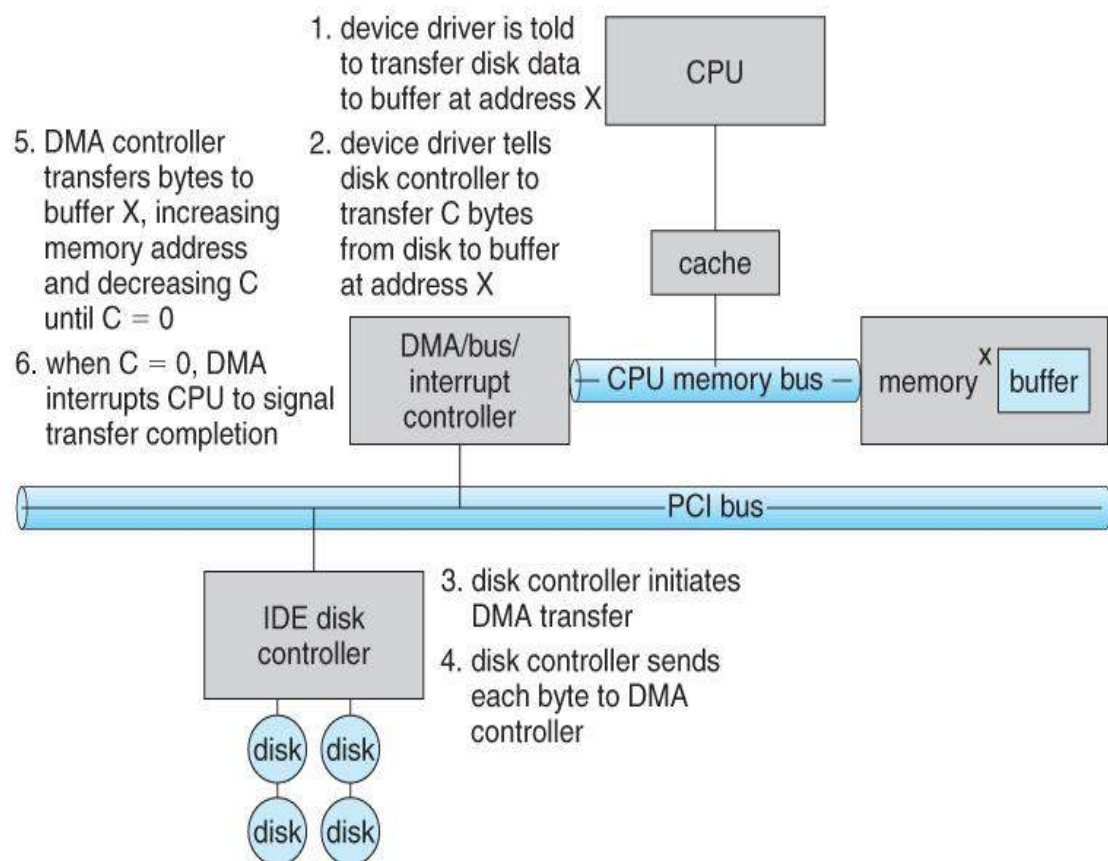 1. device driver is told
to transfer disk data
to buffer at address X
CPU
5. DMA controller
transfers bytes to
buffer X, increasing
memory address
and decreasing C
until C = 0
2. device driver tells
disk controller to
transfer C bytes
from disk to buffer
at address X
cache
6. when C = 0, DMA
interrupts CPU to signal
transfer completion
DMA/bus/
interrupt
controller
CPU memory bus
memory
x
buffer
PCI bus
IDE disk
controller
3. disk controller initiates
DMA transfer
4. disk controller sends
each byte to DMA
controller
disk
disk
disk
disk